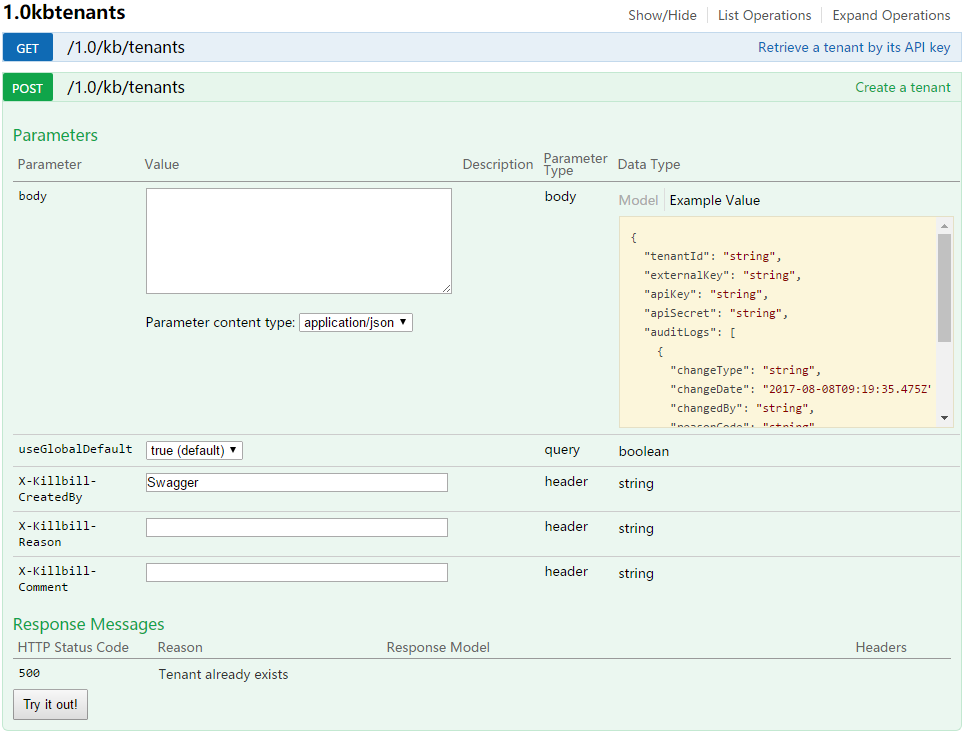 1.0kbtenants
Show/Hide List Operations Expand Operations
GET /1.0/kb/tenants Retrieve a tenant by its API key
POST /1.0/kb/tenants Create a tenant
Parameters
Parameter Value Description Parameter Type Data Type
body body Model Example Value
{
"tenantId": "string",
"externalKey": "string",
"apiKey": "string",
"apiSecret": "string",
"auditLogs": [
{
"changeType": "string",
"changeDate": "2017-08-08T09:19:35.475Z"
"changedBy": "string",
"reasonCode": "string"
Parameter content type: application/json
useGlobalDefault true (default) query boolean
X-Killbill-CreatedBy Swagger header string
X-Killbill-Reason header string
X-Killbill-Comment header string
Response Messages
HTTP Status Code Reason Response Model Headers
500 Tenant already exists
Try it out!